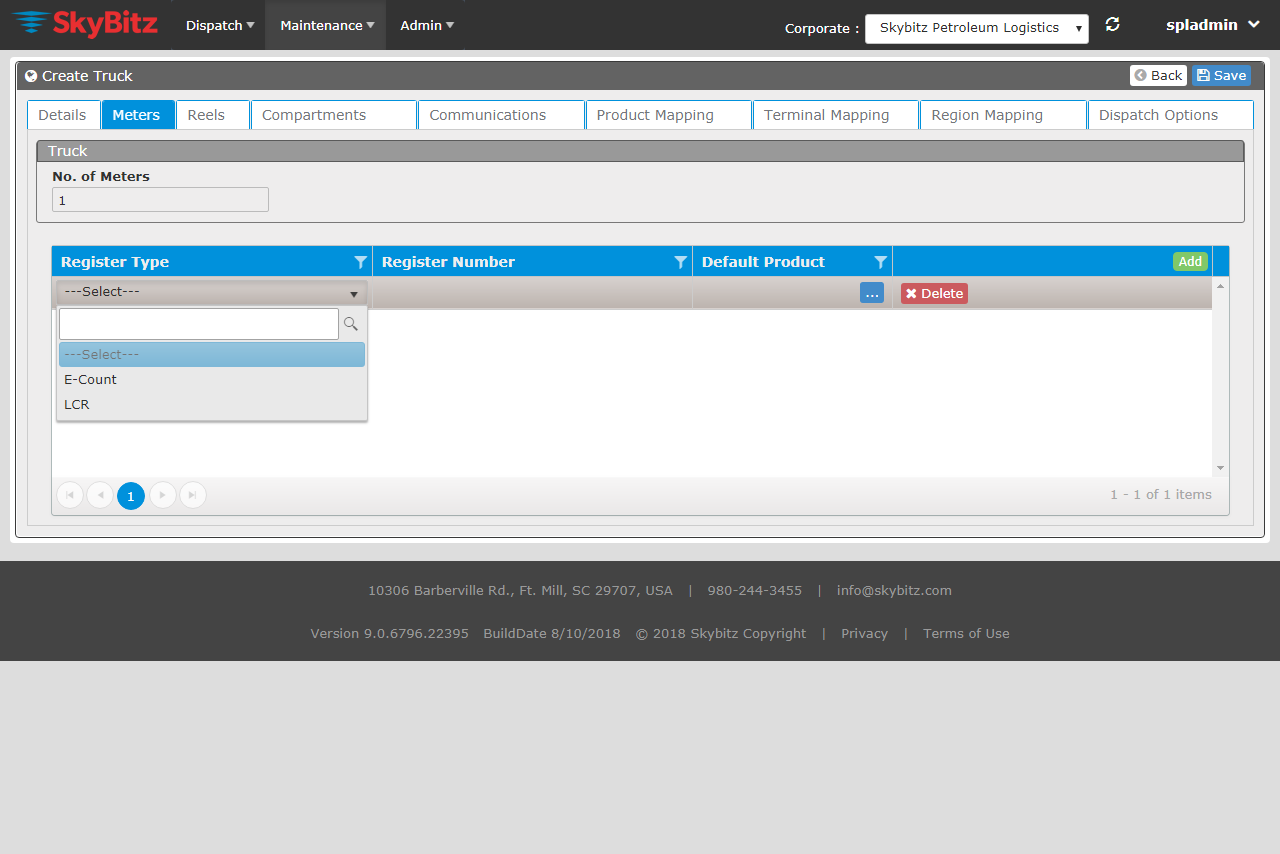 SkyBitz Dispatch Maintenance Admin Corporate : Skybitz Petroleum Logistics spladmin
Create Truck Back Save
Details Meters Reels Compartments Communications Product Mapping Terminal Mapping Region Mapping Dispatch Options
Truck
No. of Meters
1
Register Type Register Number Default Product Add
---Select--- ... Delete
---Select---
E-Count
LCR
1 1 - 1 of 1 items
10306 Barberville Rd., Ft. Mill, SC 29707, USA | 980-244-3455 | info@skybitz.com
Version 9.0.6796.22395 BuildDate 8/10/2018 © 2018 Skybitz Copyright | Privacy | Terms of Use